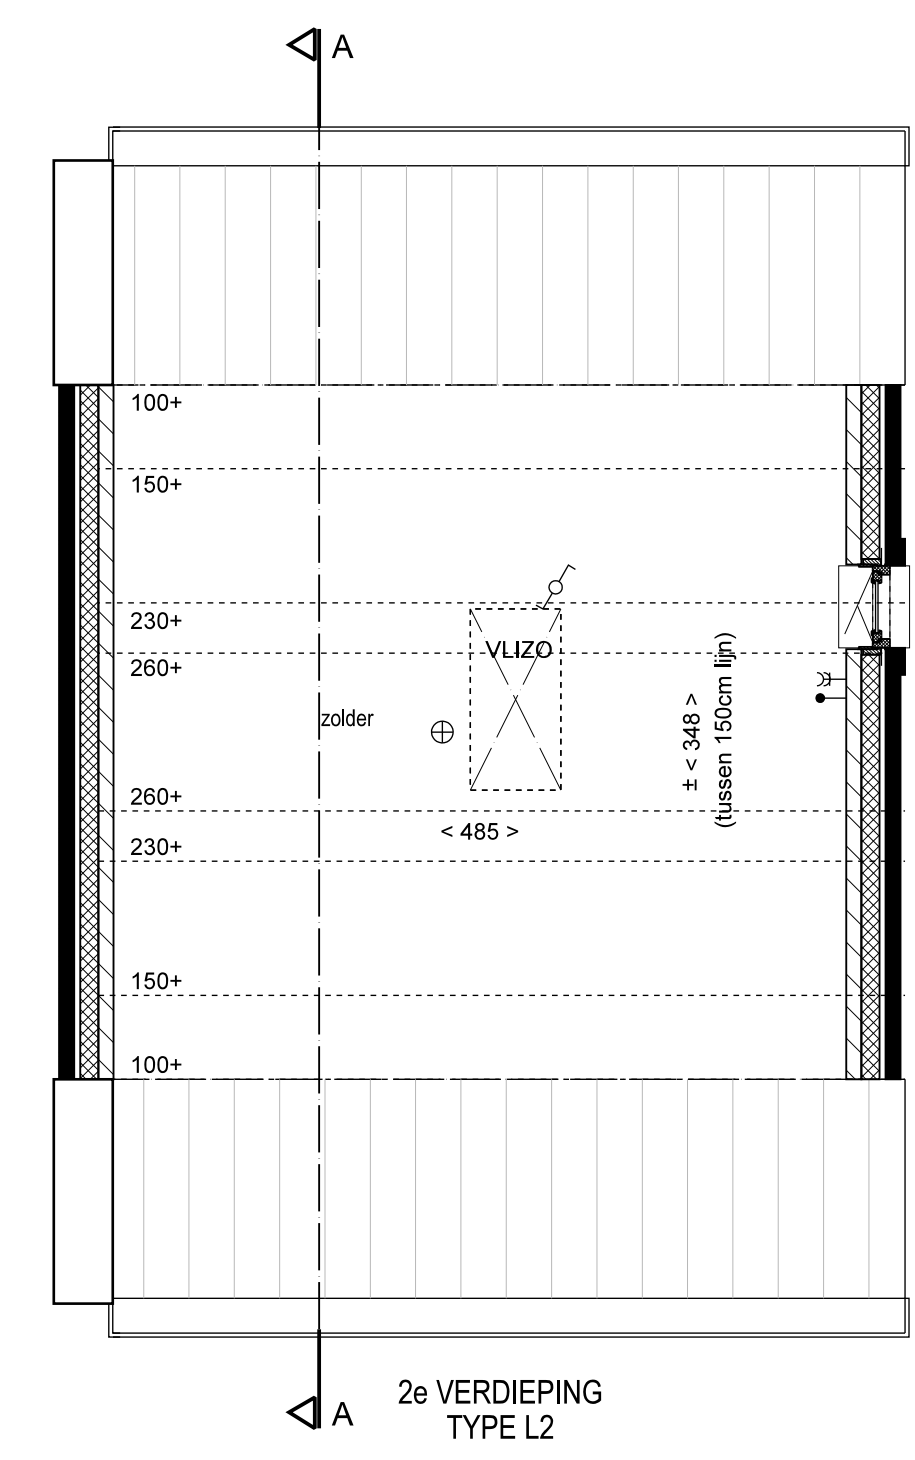 A
100+
150+
230+
260+
VLIZO
zolder
± < 348 >
(tussen 150cm lijn)
260+
< 485 >
230+
150+
100+
A
2e VERDIEPING
TYPE L2